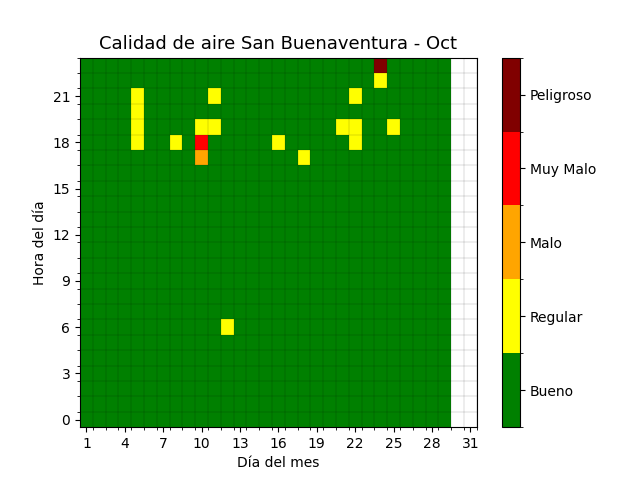 Calidad de aire San Buenaventura - Oct
Hora del día
21
18
15
12
9
6
3
0
1 4 7 10 13 16 19 22 25 28 31
Día del mes
Peligroso
Muy Malo
Malo
Regular
Bueno